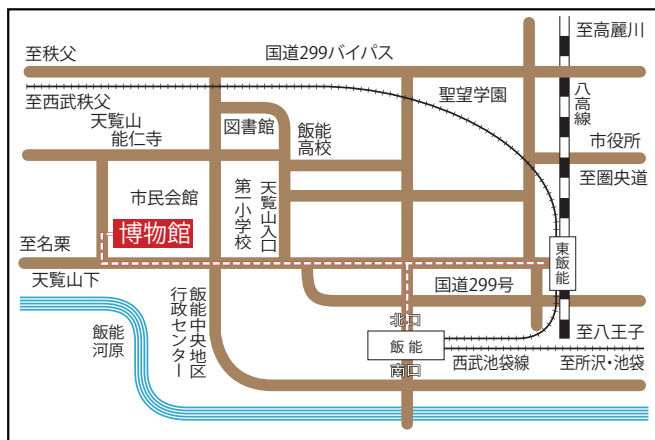 至高麗川
国道299バイパス
至秩父
聖望学園
八高線
至西武秩父
天覧山
能仁寺
図書館
飯能
高校
市役所
至圏央道
市民会館
第一小学校
天覧山入口
博物館
至名栗
東飯能
天覧山下
国道299号
飯能中央地区
行政センター
北口
至八王子
飯能
河原
飯能
南口
西武池袋線
至所沢・池袋